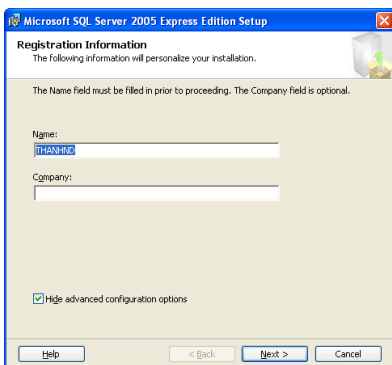 Microsoft SQL Server 2005 Express Edition Setup
Registration Information
The following information will personalize your installation.
The Name field must be filled in prior to proceeding. The Company field is optional.
Name:
THANHND
Company:
Hide advanced configuration options
Help
< Back
Next >
Cancel